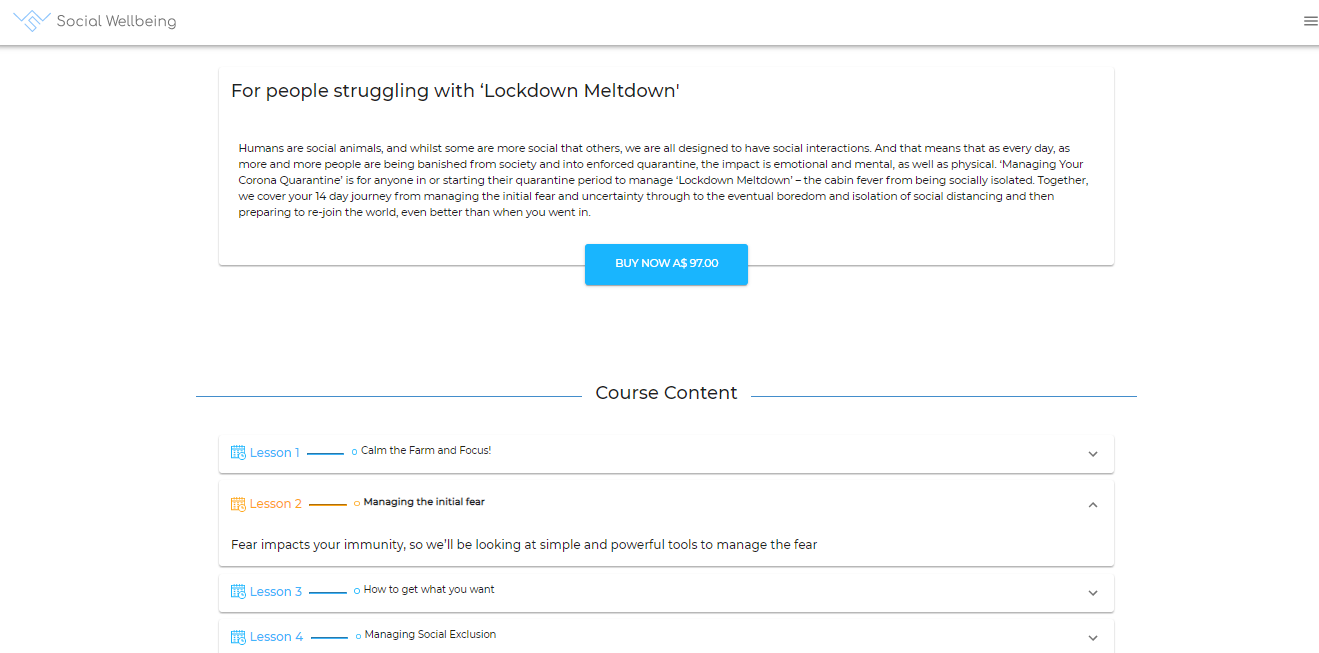 Social Wellbeing
For people struggling with ‘Lockdown Meltdown'
Humans are social animals, and whilst some are more social that others, we are all designed to have social interactions. And that means that as every day, as
more and more people are being banished from society and into enforced quarantine, the impact is emotional and mental, as well as physical. ‘Managing Your
Corona Quarantine’ is for anyone in or starting their quarantine period to manage ‘Lockdown Meltdown’ – the cabin fever from being socially isolated. Together,
we cover your 14 day journey from managing the initial fear and uncertainty through to the eventual boredom and isolation of social distancing and then
preparing to re-join the world, even better than when you went in.
BUY NOW A$ 97.00
Course Content
Lesson 1 Calm the Farm and Focus!
Lesson 2 Managing the initial fear
Fear impacts your immunity, so we’ll be looking at simple and powerful tools to manage the fear
Lesson 3 How to get what you want
Lesson 4 Managing Social Exclusion